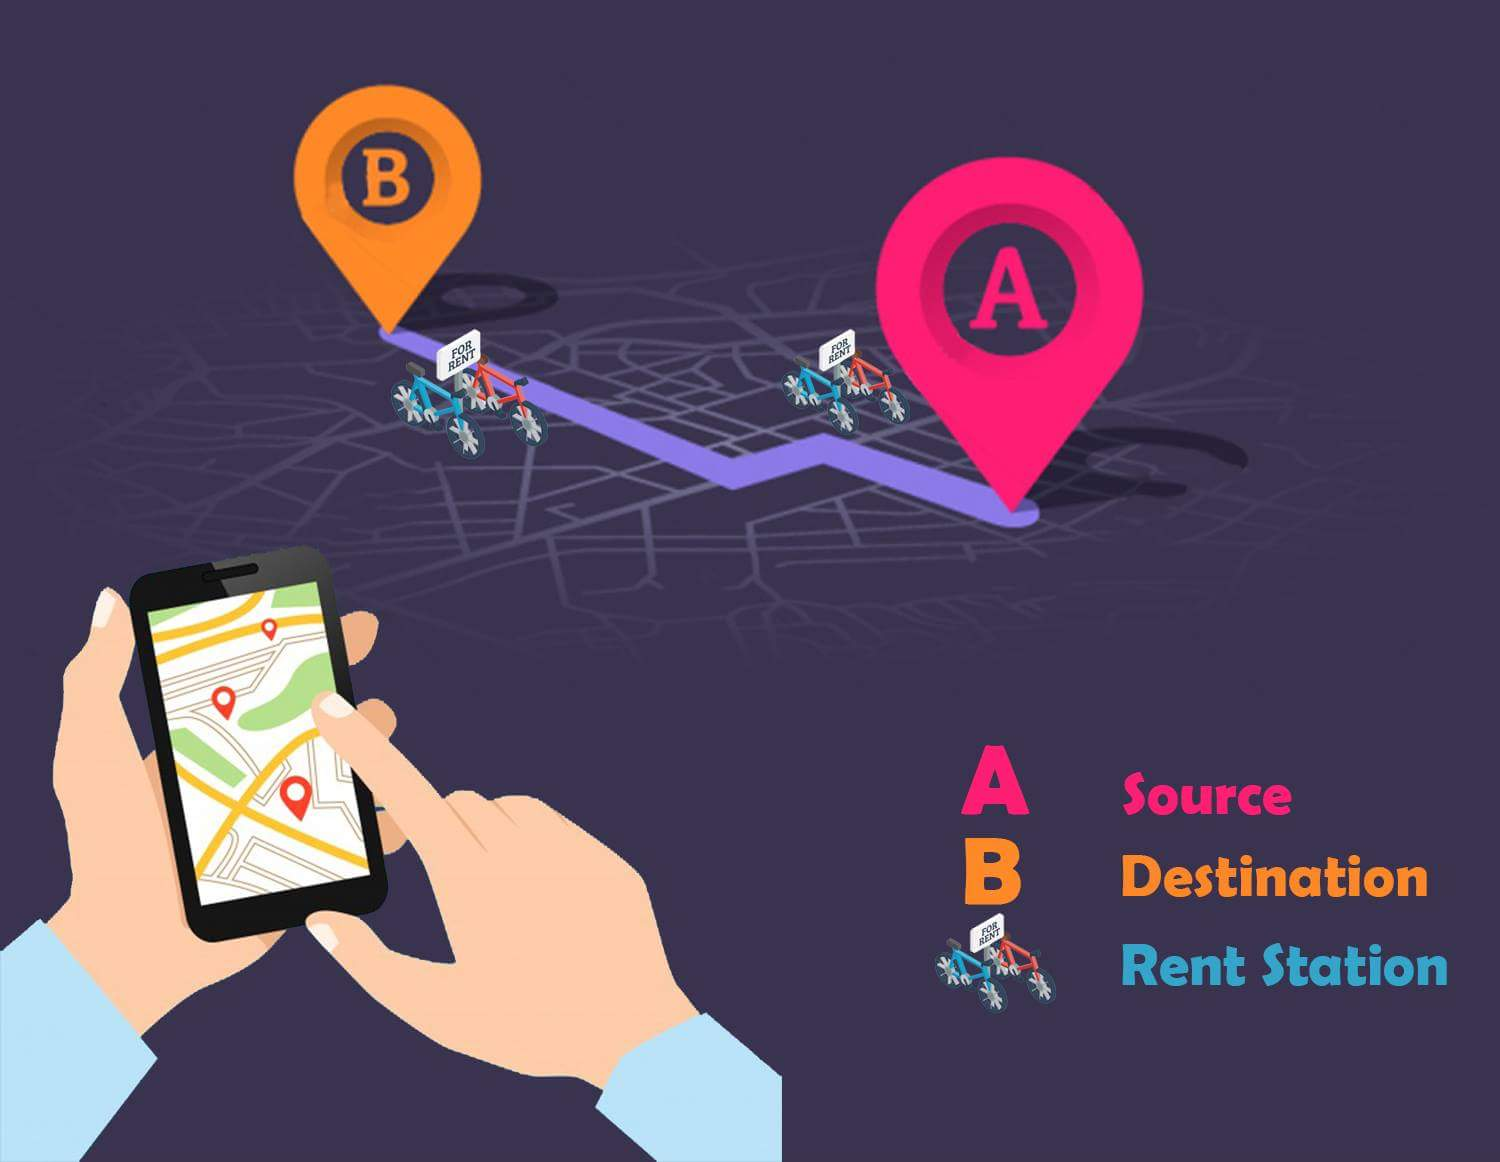 B
A
FOR
RENT
FOR
RENT
A Source
B Destination
FOR
RENT
Rent Station